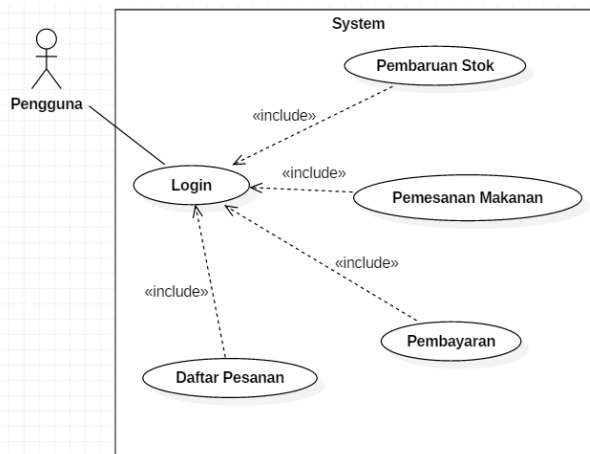 System
Pengguna
Pembaruan Stok
«include»
Login
«include»
Pemesanan Makanan
«include»
Pembayaran
«include»
Daftar Pesanan